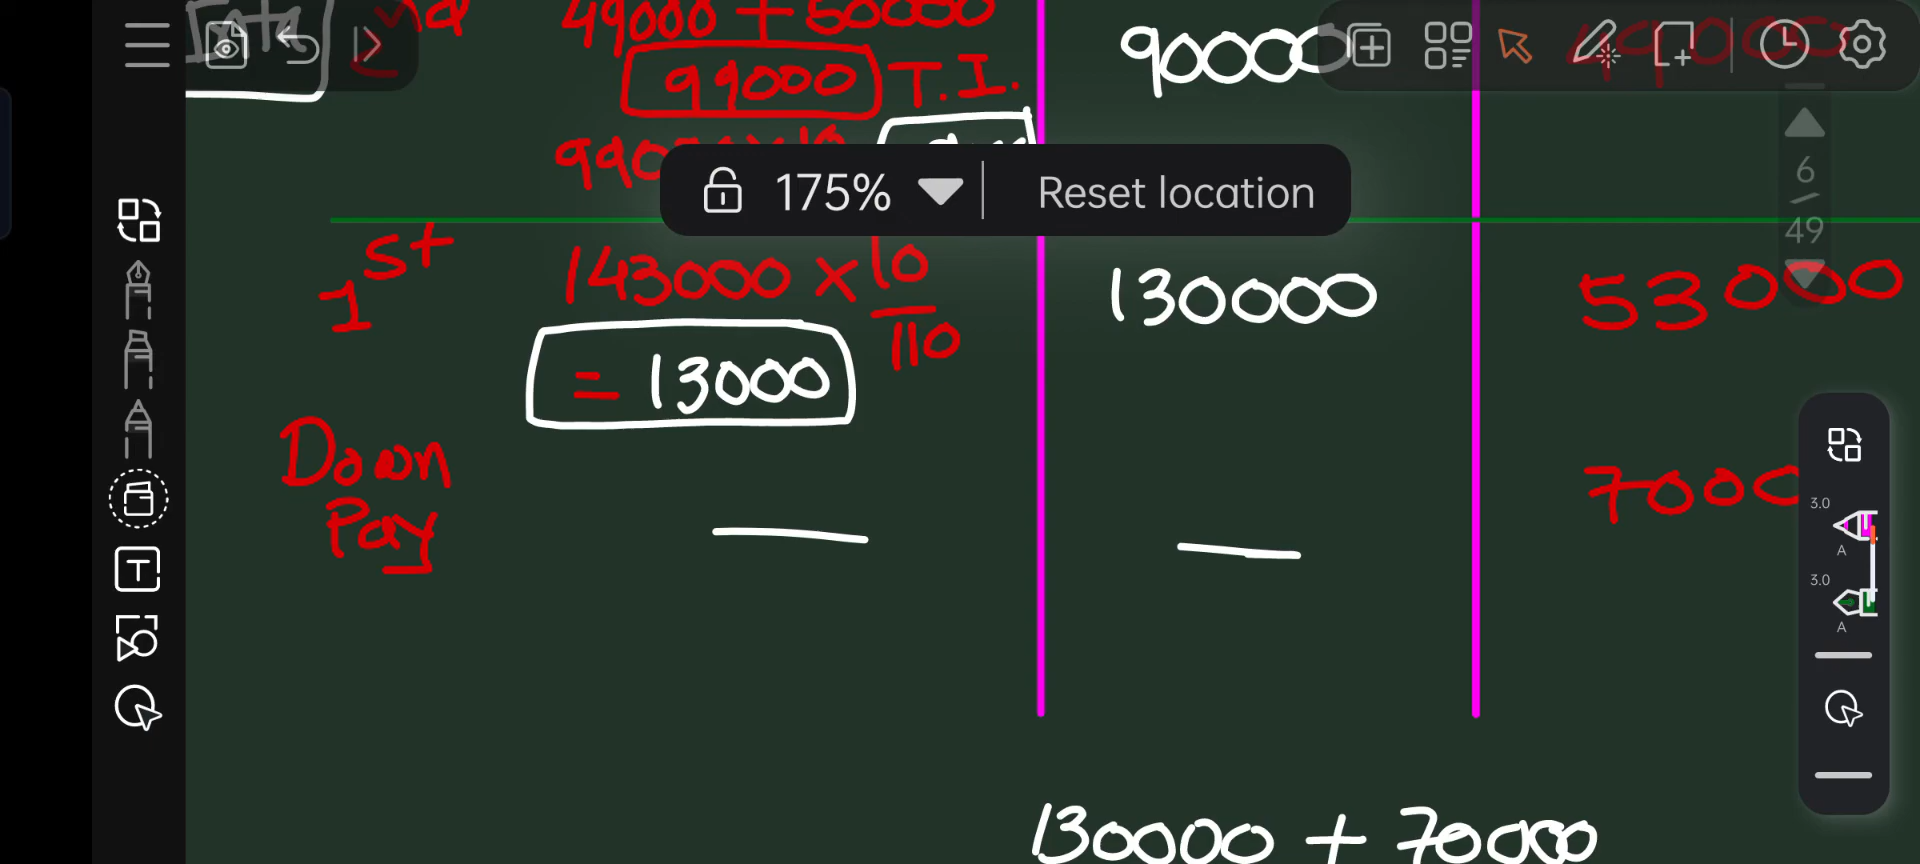 49000 + 50000
90000
49000
99000 T.I.
175% Reset location
6
49
1st
143000 × 10
110
130000
53000
= 13000
Down
Pay
—
—
7000
3.0
A
3.0
A
130000 + 70000